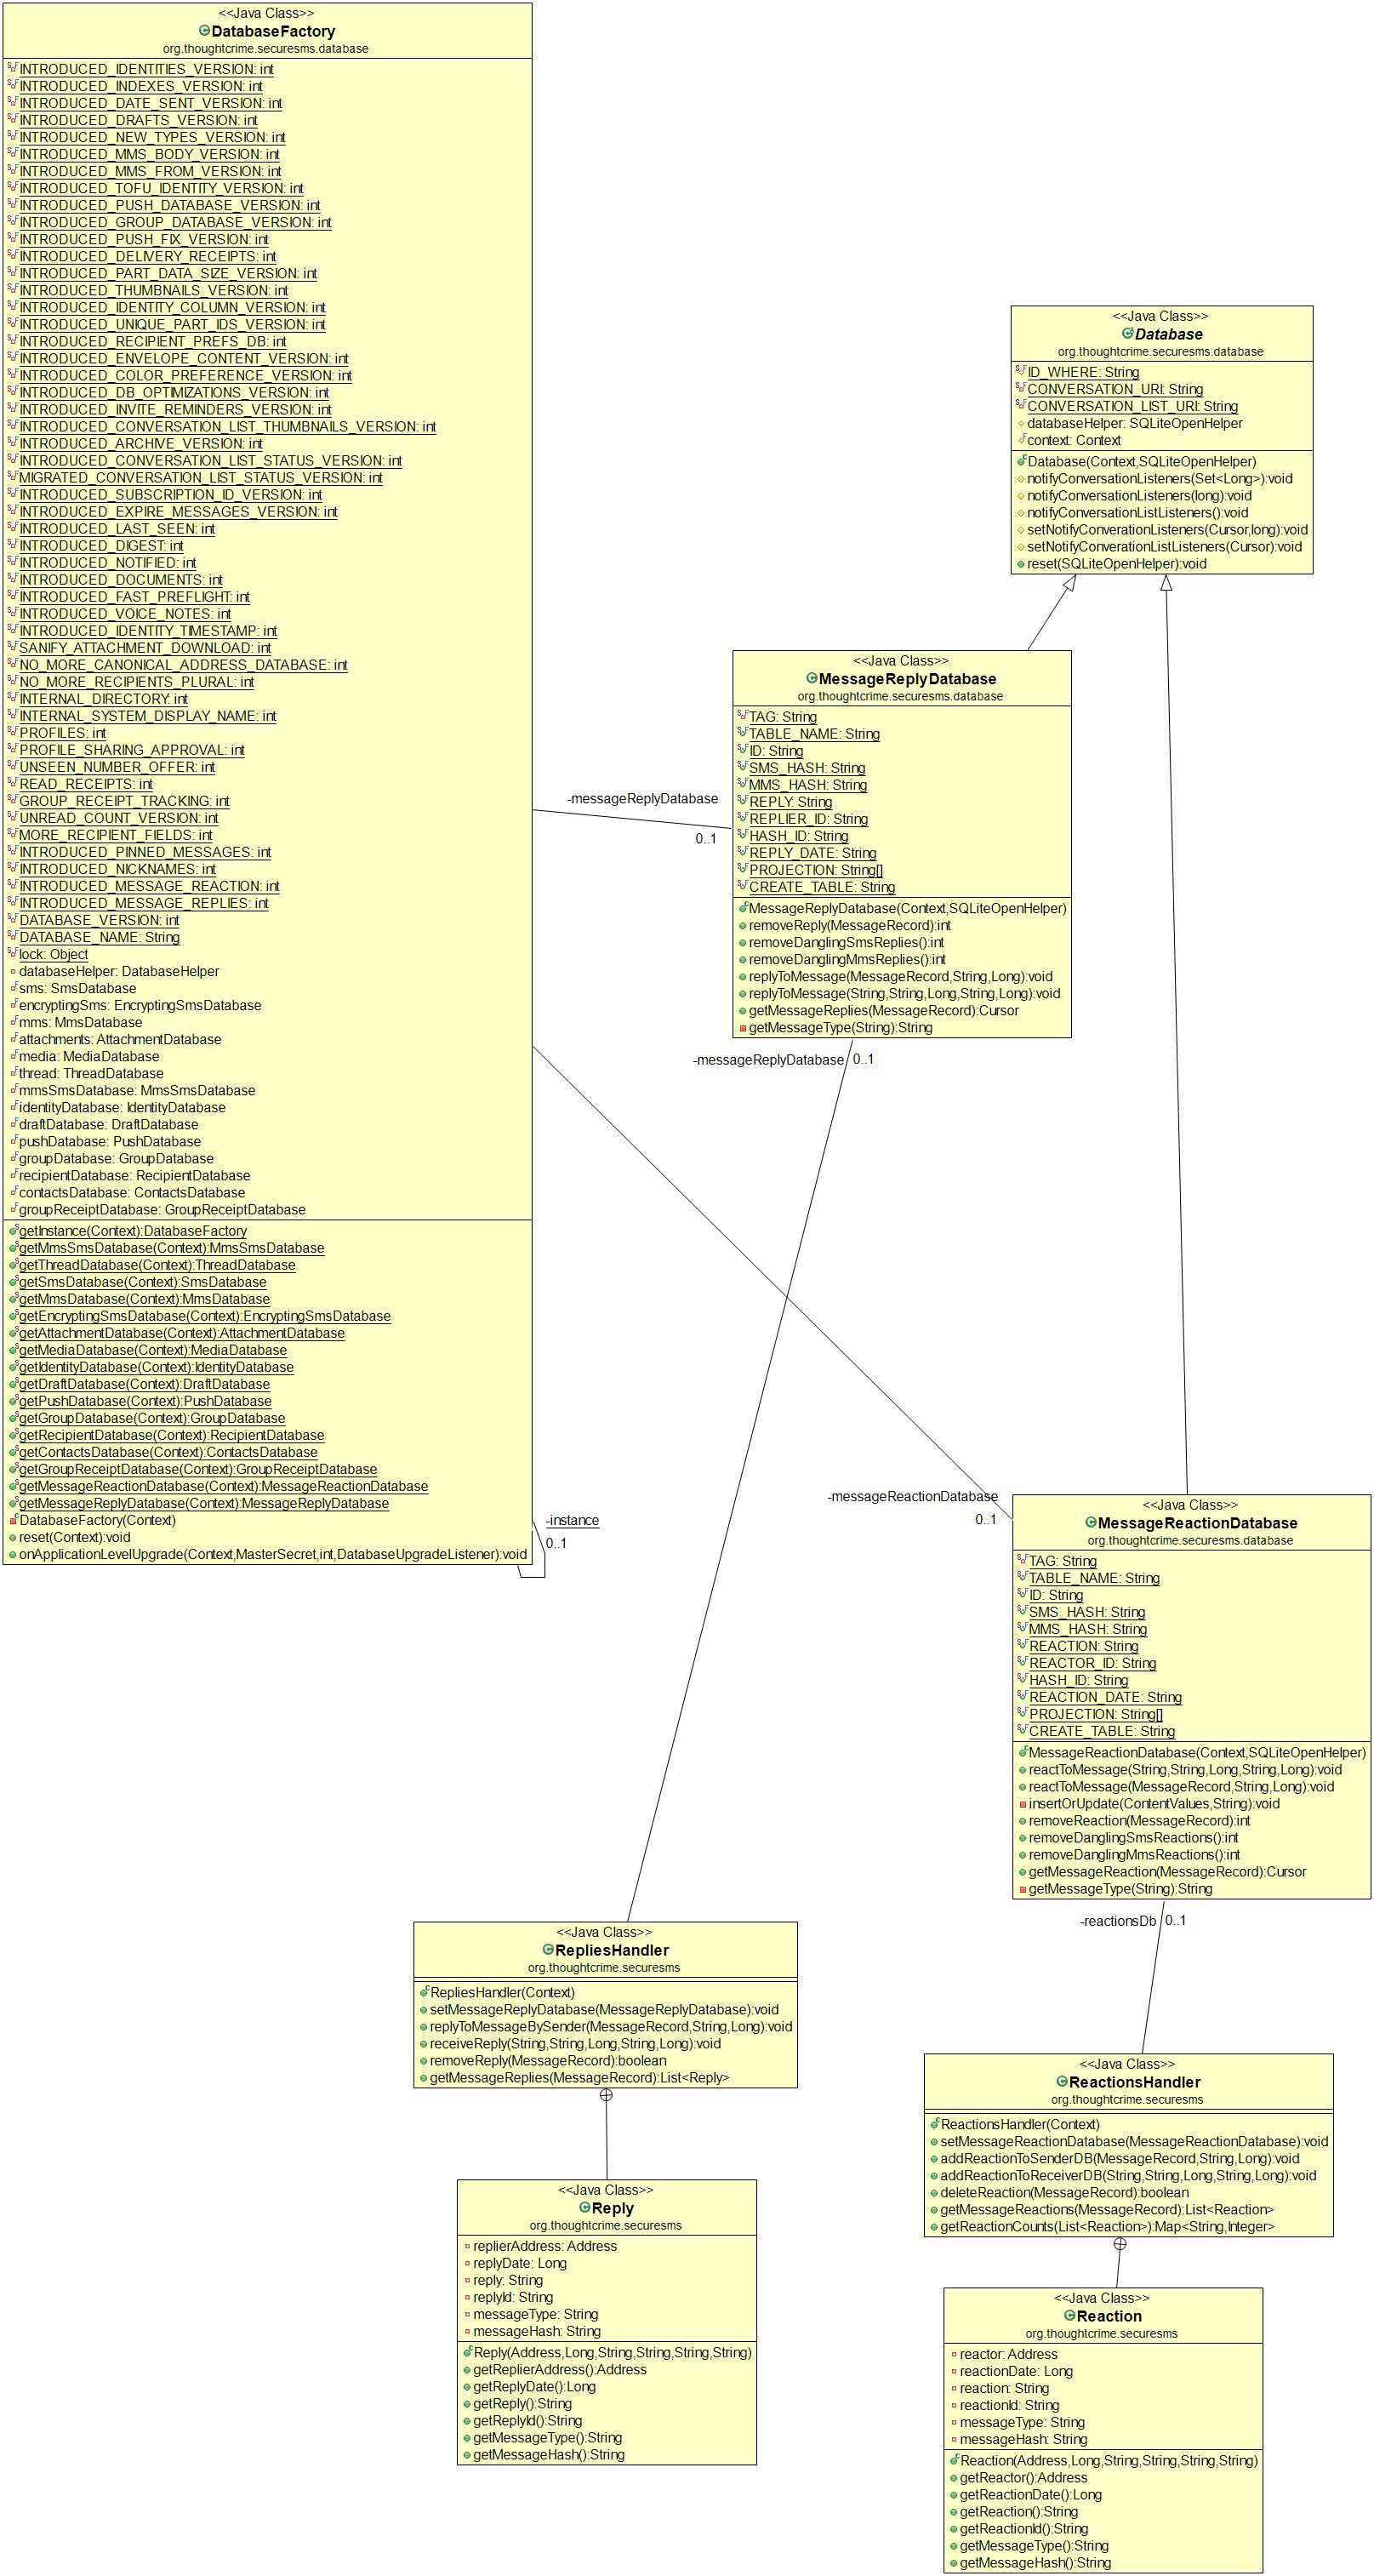 <<Java Class>>
DatabaseFactory
org.thoughtcrime.securesms.database
INTRODUCED_IDENTITIES_VERSION: int
INTRODUCED_INDEXES_VERSION: int
INTRODUCED_DATE_SENT_VERSION: int
INTRODUCED_DRAFTS_VERSION: int
INTRODUCED_NEW_TYPES_VERSION: int
INTRODUCED_MMS_BODY_VERSION: int
INTRODUCED_MMS_FROM_VERSION: int
INTRODUCED_TOFU_IDENTITY_VERSION: int
INTRODUCED_PUSH_DATABASE_VERSION: int
INTRODUCED_GROUP_DATABASE_VERSION: int
INTRODUCED_PUSH_FIX_VERSION: int
INTRODUCED_DELIVERY_RECEIPTS: int
INTRODUCED_PART_DATA_SIZE_VERSION: int
INTRODUCED_THUMBNAILS_VERSION: int
INTRODUCED_IDENTITY_COLUMN_VERSION: int
INTRODUCED_UNIQUE_PART_IDS_VERSION: int
INTRODUCED_RECIPIENT_PREFS_DB: int
INTRODUCED_ENVELOPE_CONTENT_VERSION: int
INTRODUCED_COLOR_PREFERENCE_VERSION: int
INTRODUCED_DB_OPTIMIZATIONS_VERSION: int
INTRODUCED_INVITE_REMINDERS_VERSION: int
INTRODUCED_CONVERSATION_LIST_THUMBNAILS_VERSION: int
INTRODUCED_ARCHIVE_VERSION: int
INTRODUCED_CONVERSATION_LIST_STATUS_VERSION: int
MIGRATED_CONVERSATION_LIST_STATUS_VERSION: int
INTRODUCED_SUBSCRIPTION_ID_VERSION: int
INTRODUCED_EXPIRE_MESSAGES_VERSION: int
INTRODUCED_LAST_SEEN: int
INTRODUCED_DIGEST: int
INTRODUCED_NOTIFIED: int
INTRODUCED_DOCUMENTS: int
INTRODUCED_FAST_PREFLIGHT: int
INTRODUCED_VOICE_NOTES: int
INTRODUCED_IDENTITY_TIMESTAMP: int
SANIFY_ATTACHMENT_DOWNLOAD: int
NO_MORE_CANONICAL_ADDRESS_DATABASE: int
NO_MORE_RECIPIENTS_PLURAL: int
INTERNAL_DIRECTORY: int
INTERNAL_SYSTEM_DISPLAY_NAME: int
PROFILES: int
PROFILE_SHARING_APPROVAL: int
UNSEEN_NUMBER_OFFER: int
READ_RECEIPTS: int
GROUP_RECEIPT_TRACKING: int
UNREAD_COUNT_VERSION: int
MORE_RECIPIENT_FIELDS: int
INTRODUCED_PINNED_MESSAGES: int
INTRODUCED_NICKNAMES: int
INTRODUCED_MESSAGE_REACTION: int
INTRODUCED_MESSAGE_REPLIES: int
DATABASE_VERSION: int
DATABASE_NAME: String
lock: Object
databaseHelper: DatabaseHelper
sms: SmsDatabase
encryptingSms: EncryptingSmsDatabase
mms: MmsDatabase
attachments: AttachmentDatabase
media: MediaDatabase
thread: ThreadDatabase
mmsSmsDatabase: MmsSmsDatabase
identityDatabase: IdentityDatabase
draftDatabase: DraftDatabase
pushDatabase: PushDatabase
groupDatabase: GroupDatabase
recipientDatabase: RecipientDatabase
contactsDatabase: ContactsDatabase
groupReceiptDatabase: GroupReceiptDatabase
getInstance(Context):DatabaseFactory
getMmsSmsDatabase(Context):MmsSmsDatabase
getThreadDatabase(Context):ThreadDatabase
getSmsDatabase(Context):SmsDatabase
getMmsDatabase(Context):MmsDatabase
getEncryptingSmsDatabase(Context):EncryptingSmsDatabase
getAttachmentDatabase(Context):AttachmentDatabase
getMediaDatabase(Context):MediaDatabase
getIdentityDatabase(Context):IdentityDatabase
getDraftDatabase(Context):DraftDatabase
getPushDatabase(Context):PushDatabase
getGroupDatabase(Context):GroupDatabase
getRecipientDatabase(Context):RecipientDatabase
getContactsDatabase(Context):ContactsDatabase
getGroupReceiptDatabase(Context):GroupReceiptDatabase
getMessageReactionDatabase(Context):MessageReactionDatabase
getMessageReplyDatabase(Context):MessageReplyDatabase
DatabaseFactory(Context)
reset(Context):void
onApplicationLevelUpgrade(Context,MasterSecret,int,DatabaseUpgradeListener):void
-instance
0..1
<<Java Class>>
Database
org.thoughtcrime.securesms.database
ID_WHERE: String
CONVERSATION_URI: String
CONVERSATION_LIST_URI: String
databaseHelper: SQLiteOpenHelper
context: Context
Database(Context,SQLiteOpenHelper)
notifyConversationListeners(Set<Long>):void
notifyConversationListeners(long):void
notifyConversationListListeners():void
setNotifyConverationListeners(Cursor,long):void
setNotifyConverationListListeners(Cursor):void
reset(SQLiteOpenHelper):void
-messageReplyDatabase
0..1
<<Java Class>>
MessageReplyDatabase
org.thoughtcrime.securesms.database
TAG: String
TABLE_NAME: String
ID: String
SMS_HASH: String
MMS_HASH: String
REPLY: String
REPLIER_ID: String
HASH_ID: String
REPLY_DATE: String
PROJECTION: String[]
CREATE_TABLE: String
MessageReplyDatabase(Context,SQLiteOpenHelper)
removeReply(MessageRecord):int
removeDanglingSmsReplies():int
removeDanglingMmsReplies():int
replyToMessage(MessageRecord,String,Long):void
replyToMessage(String,String,Long,String,Long):void
getMessageReplies(MessageRecord):Cursor
getMessageType(String):String
-messageReplyDatabase
0..1
-messageReactionDatabase
0..1
<<Java Class>>
MessageReactionDatabase
org.thoughtcrime.securesms.database
TAG: String
TABLE_NAME: String
ID: String
SMS_HASH: String
MMS_HASH: String
REACTION: String
REACTOR_ID: String
HASH_ID: String
REACTION_DATE: String
PROJECTION: String[]
CREATE_TABLE: String
MessageReactionDatabase(Context,SQLiteOpenHelper)
reactToMessage(String,String,Long,String,Long):void
reactToMessage(MessageRecord,String,Long):void
insertOrUpdate(ContentValues,String):void
removeReaction(MessageRecord):int
removeDanglingSmsReactions():int
removeDanglingMmsReactions():int
getMessageReaction(MessageRecord):Cursor
getMessageType(String):String
-reactionsDb
0..1
<<Java Class>>
RepliesHandler
org.thoughtcrime.securesms
RepliesHandler(Context)
setMessageReplyDatabase(MessageReplyDatabase):void
replyToMessageBySender(MessageRecord,String,Long):void
receiveReply(String,String,Long,String,Long):void
removeReply(MessageRecord):boolean
getMessageReplies(MessageRecord):List<Reply>
<<Java Class>>
ReactionsHandler
org.thoughtcrime.securesms
ReactionsHandler(Context)
setMessageReactionDatabase(MessageReactionDatabase):void
addReactionToSenderDB(MessageRecord,String,Long):void
addReactionToReceiverDB(String,String,Long,String,Long):void
deleteReaction(MessageRecord):boolean
getMessageReactions(MessageRecord):List<Reaction>
getReactionCounts(List<Reaction>):Map<String,Integer>
<<Java Class>>
Reply
org.thoughtcrime.securesms
replierAddress: Address
replyDate: Long
reply: String
replyId: String
messageType: String
messageHash: String
Reply(Address,Long,String,String,String,String)
getReplierAddress():Address
getReplyDate():Long
getReply():String
getReplyId():String
getMessageType():String
getMessageHash():String
<<Java Class>>
Reaction
org.thoughtcrime.securesms
reactor: Address
reactionDate: Long
reaction: String
reactionId: String
messageType: String
messageHash: String
Reaction(Address,Long,String,String,String,String)
getReactor():Address
getReactionDate():Long
getReaction():String
getReactionId():String
getMessageType():String
getMessageHash():String